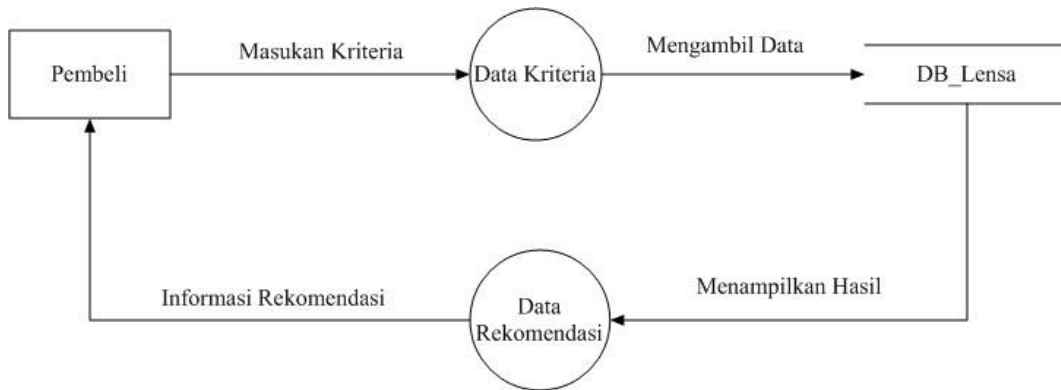 Masukan Kriteria
Mengambil Data
Pembeli
Data Kriteria
DB_Lensa
Informasi Rekomendasi
Menampilkan Hasil
Data
Rekomendasi